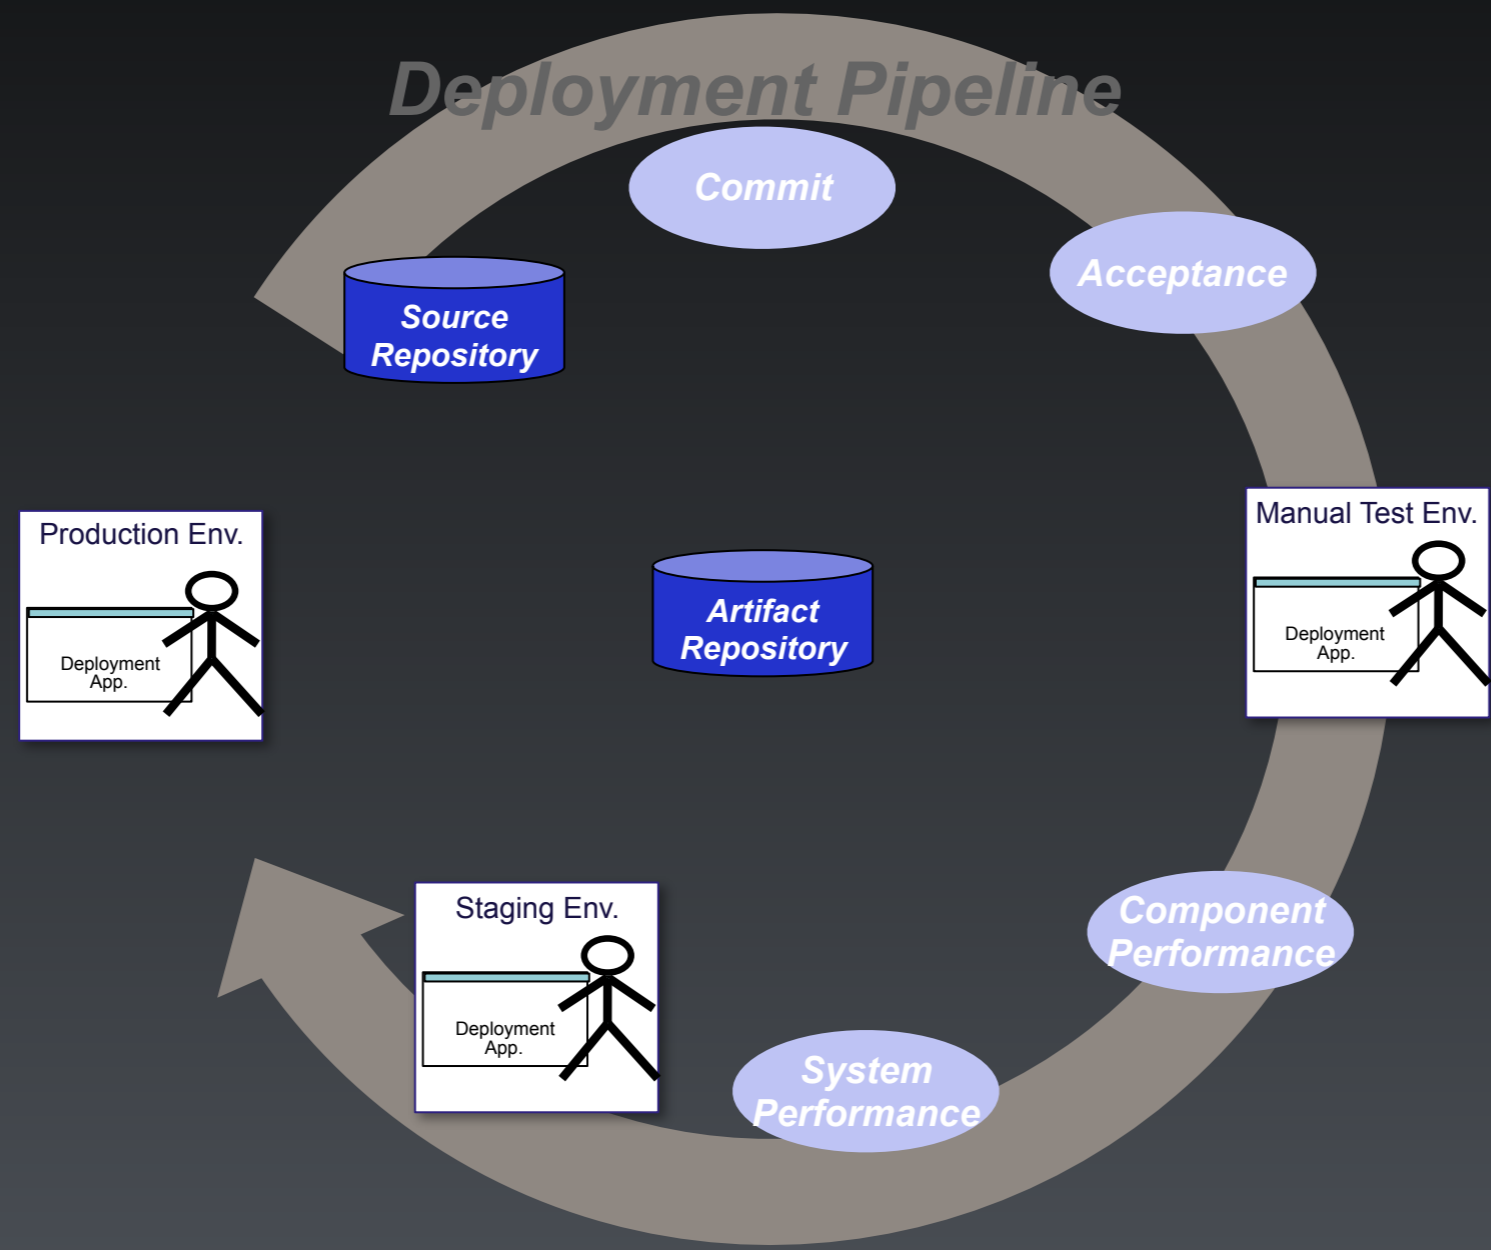 Deployment Pipeline
Commit
Acceptance
Source
Repository
Production Env.
Deployment
App.
Artifact
Repository
Manual Test Env.
Deployment
App.
Staging Env.
Deployment
App.
Component
Performance
System
Performance